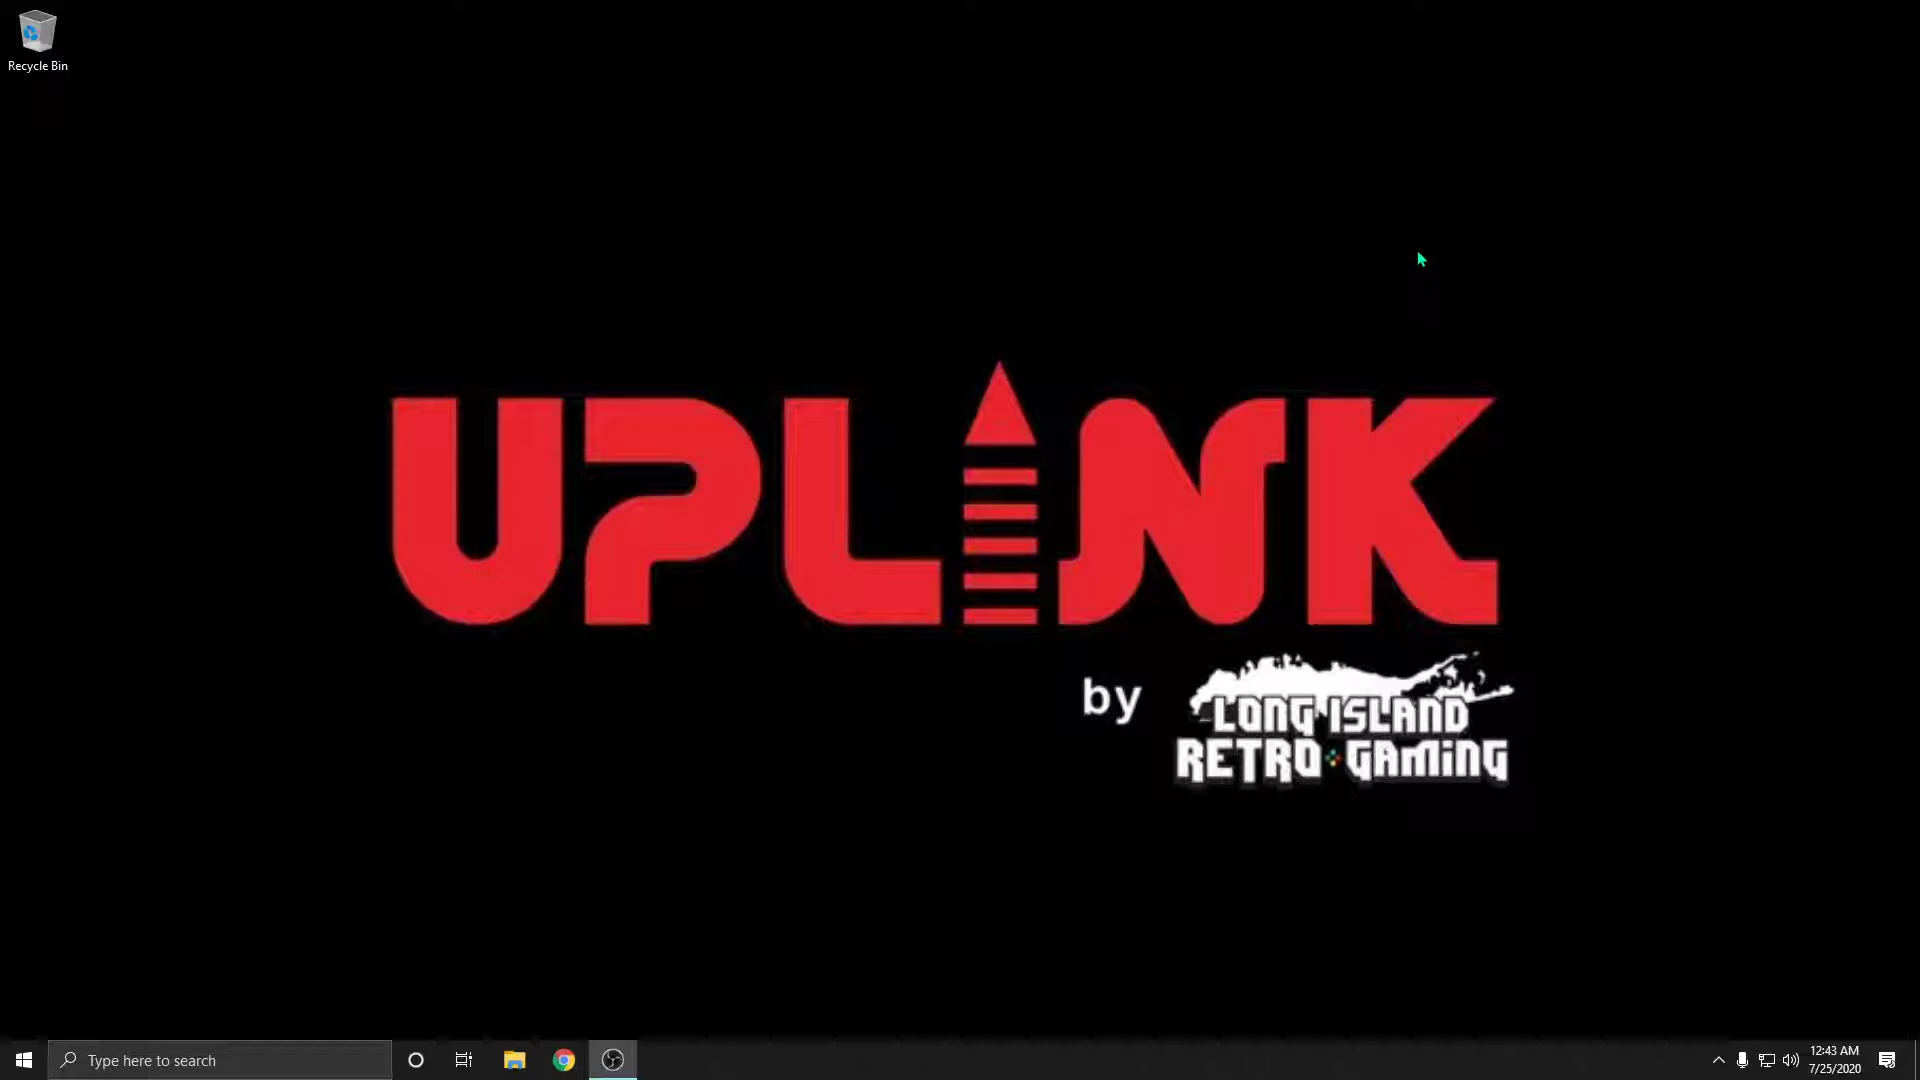 Recycle Bin
UPLINK
by
LONG ISLAND
RETRO GAMING
Type here to search
12:43 AM
7/25/2020